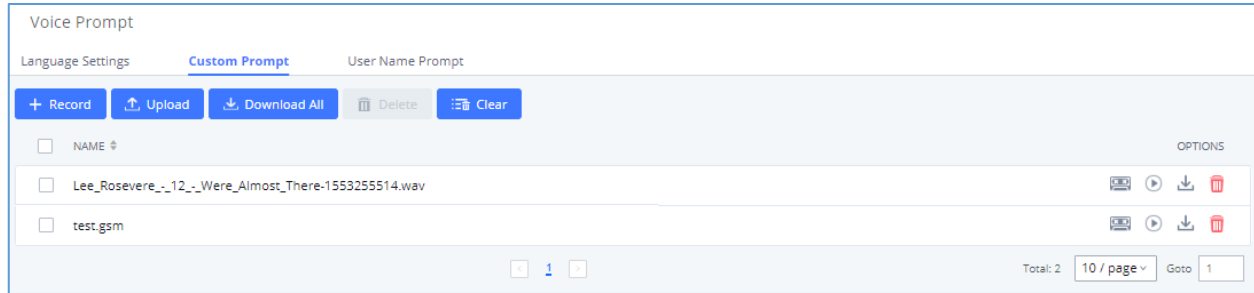 Voice Prompt
Language Settings Custom Prompt User Name Prompt
+ Record Upload Download All Delete Clear
NAME OPTIONS
Lee_Rosevere_-_12_-_Were_Almost_There-1553255514.wav
test.gsm
< 1 > Total: 2 10 / page Goto 1